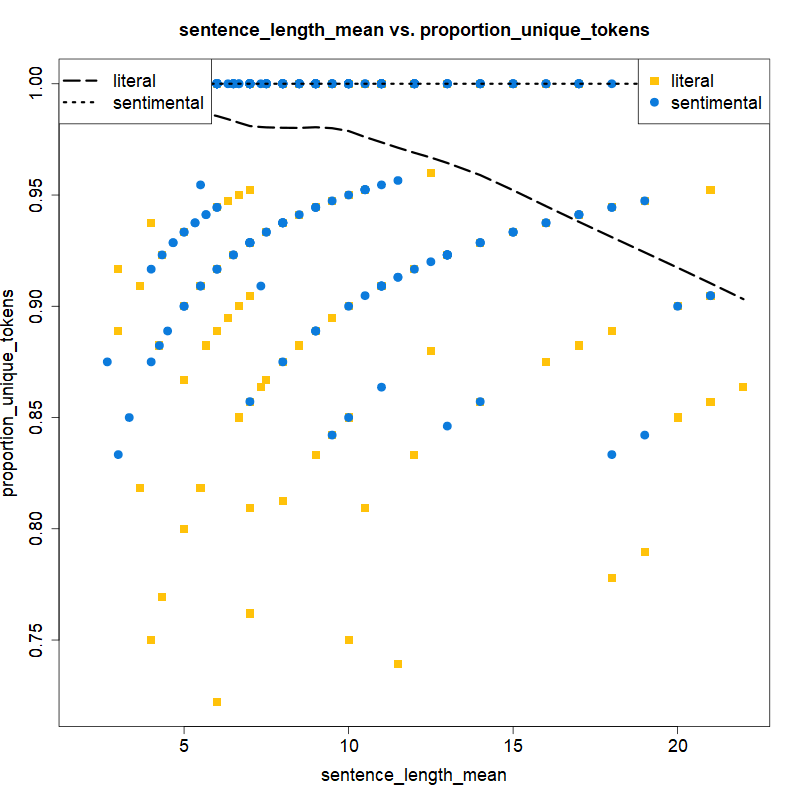 sentence_length_mean vs. proportion_unique_tokens
literal
sentimental
literal
sentimental
proportion_unique_tokens
1.00
0.95
0.90
0.85
0.80
0.75
5 10 15 20
sentence_length_mean